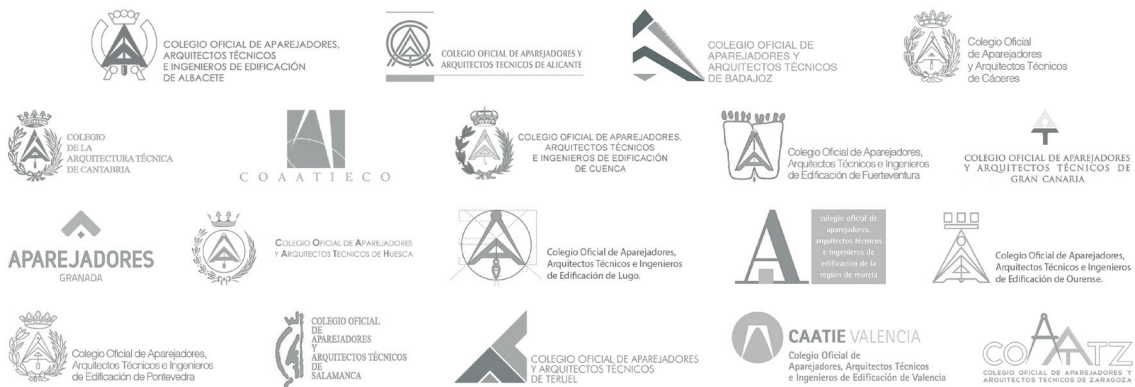 COLEGIO OFICIAL DE APAREJADORES,
ARQUITECTOS TÉCNICOS
E INGENIEROS DE EDIFICACIÓN
DE ALBACETE
COLEGIO OFICIAL DE APAREJADORES Y
ARQUITECTOS TECNICOS DE ALICANTE
COLEGIO OFICIAL DE
APAREJADORES Y
ARQUITECTOS TÉCNICOS
DE BADAJOZ
Colegio Oficial
de Aparejadores
y Arquitectos Técnicos
de Cáceres
COLEGIO
DE LA
ARQUITECTURA TÉCNICA
DE CANTABRIA
COAATIECO
COLEGIO OFICIAL DE APAREJADORES.
ARQUITECTOS TÉCNICOS
E INGENIEROS DE EDIFICACIÓN
DE CUENCA
Colegio Oficial de Aparejadores,
Arquitectos Técnicos e Ingenieros
de Edificación de Fuerteventura
COLEGIO OFICIAL DE APAREJADORES
Y ARQUITECTOS TÉCNICOS DE
GRAN CANARIA
APAREJADORES
GRANADA
COLEGIO OFICIAL DE APAREJADORES
Y ARQUITECTOS TECNICOS DE HUESCA
Colegio Oficial de Aparejadores,
Arquitectos Técnicos e Ingenieros
de Edificación de Lugo.
colegio oficial de
aparejadores,
arquitectos técnicos
e ingenieros de
edificación de la
región de murcia
Colegio Oficial de Aparejadores,
Arquitectos Técnicos e Ingenieros
de Edificación de Ourense.
Colegio Oficial de Aparejadores,
Arquitectos Técnicos e Ingenieros
de Edificación de Pontevedra
COLEGIO OFICIAL
DE
APAREJADORES
Y
ARQUITECTOS TÉCNICOS
DE
SALAMANCA
COLEGIO OFICIAL DE APAREJADORES
Y ARQUITECTOS TÉCNICOS
DE TERUEL
CAATIE VALENCIA
Colegio Oficial de
Aparejadores, Arquitectos Técnicos
e Ingenieros de Edificación de Valencia
COAATZ
COLEGIO OFICIAL DE APAREJADORES Y
ARQUITECTOS TÉCNICOS DE ZARAGOZA